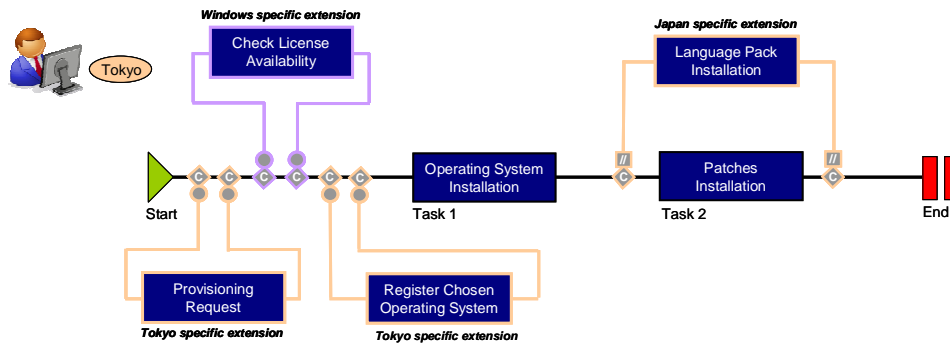 Windows specific extension
Check License
Availability
Japan specific extension
Language Pack
Installation
Tokyo
C
C
C
C
C
C
//
C
//
C
Start
Operating System
Installation
Task 1
Patches
Installation
Task 2
End
Provisioning
Request
Tokyo specific extension
Register Chosen
Operating System
Tokyo specific extension